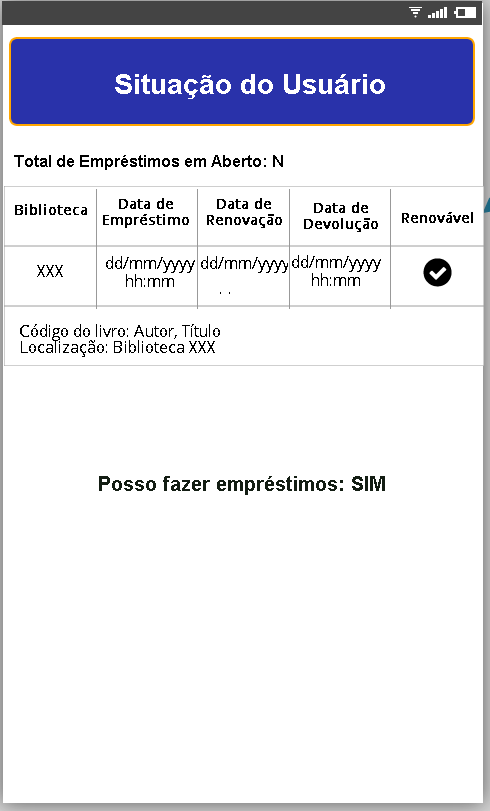 Situação do Usuário
Total de Empréstimos em Aberto: N
Biblioteca
Data de
Empréstimo
Data de
Renovação
Data de
Devolução
Renovável
XXX
dd/mm/yyyy
hh:mm
dd/mm/yyyy
dd/mm/yyyy
hh:mm
Código do livro: Autor, Título
Localização: Biblioteca XXX
Posso fazer empréstimos: SIM